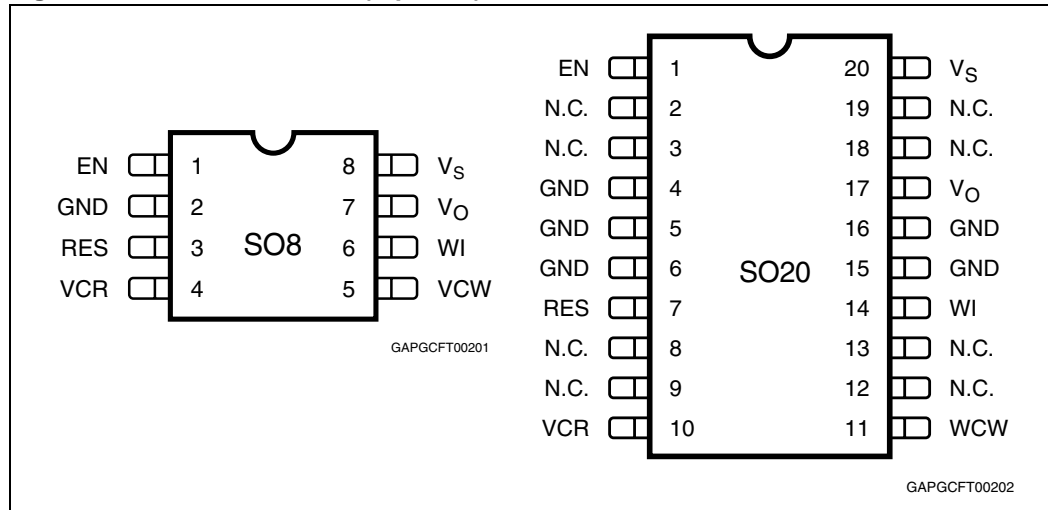 EN 1 8 VS
GND 2 7 VO
RES 3 SO8 6 WI
VCR 4 5 VCW
GAPGCFT00201
EN 1 20 VS
N.C. 2 19 N.C.
N.C. 3 18 N.C.
GND 4 17 VO
GND 5 16 GND
GND 6 SO20 15 GND
RES 7 14 WI
N.C. 8 13 N.C.
N.C. 9 12 N.C.
VCR 10 11 WCW
GAPGCFT00202